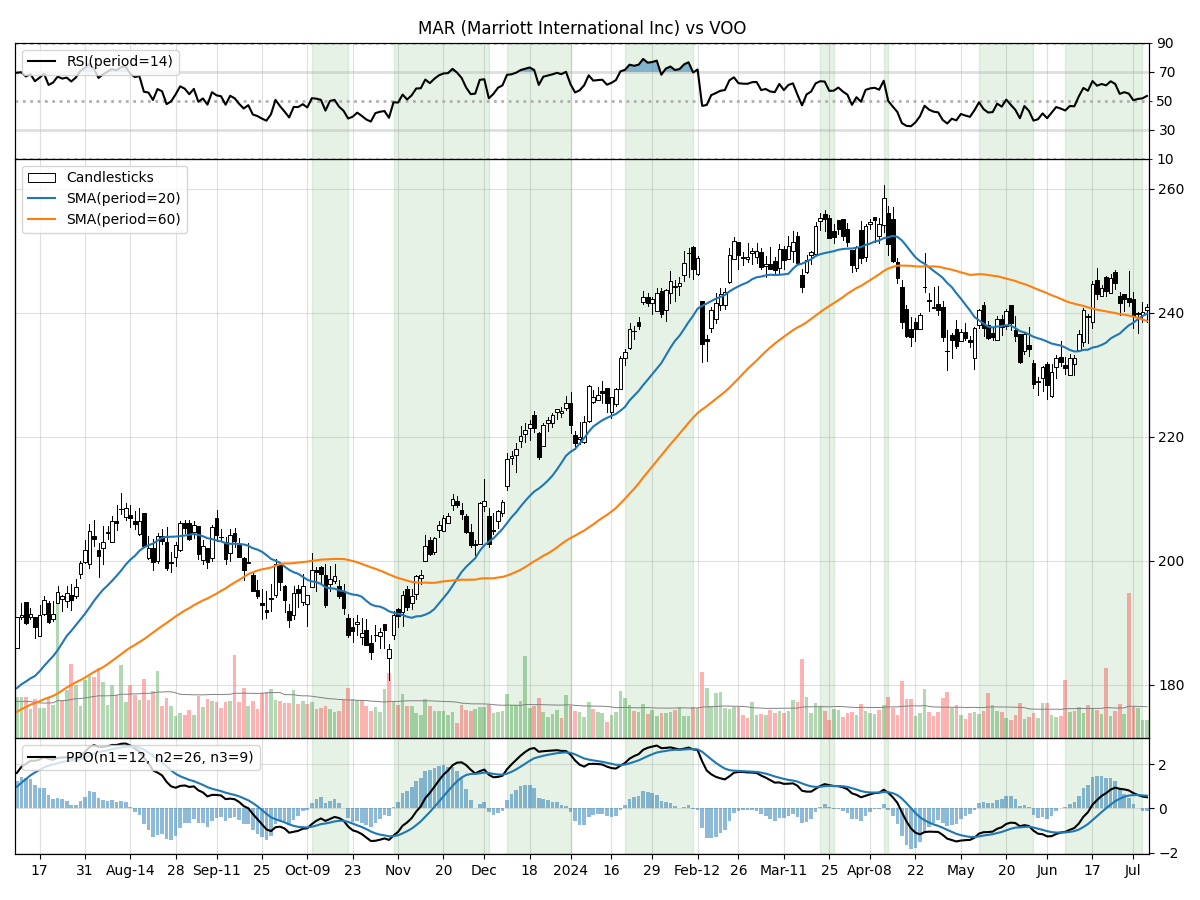 MAR (Marriott International Inc) vs VOO
RSI(period=14)
90
70
50
30
10
Candlesticks
SMA(period=20)
SMA(period=60)
260
240
220
200
180
PPO(n1=12, n2=26, n3=9)
2
0
−2
17 31 Aug-14 28 Sep-11 25 Oct-09 23 Nov 20 Dec 18 2024 16 29 Feb-12 26 Mar-11 25 Apr-08 22 May 20 Jun 17 Jul